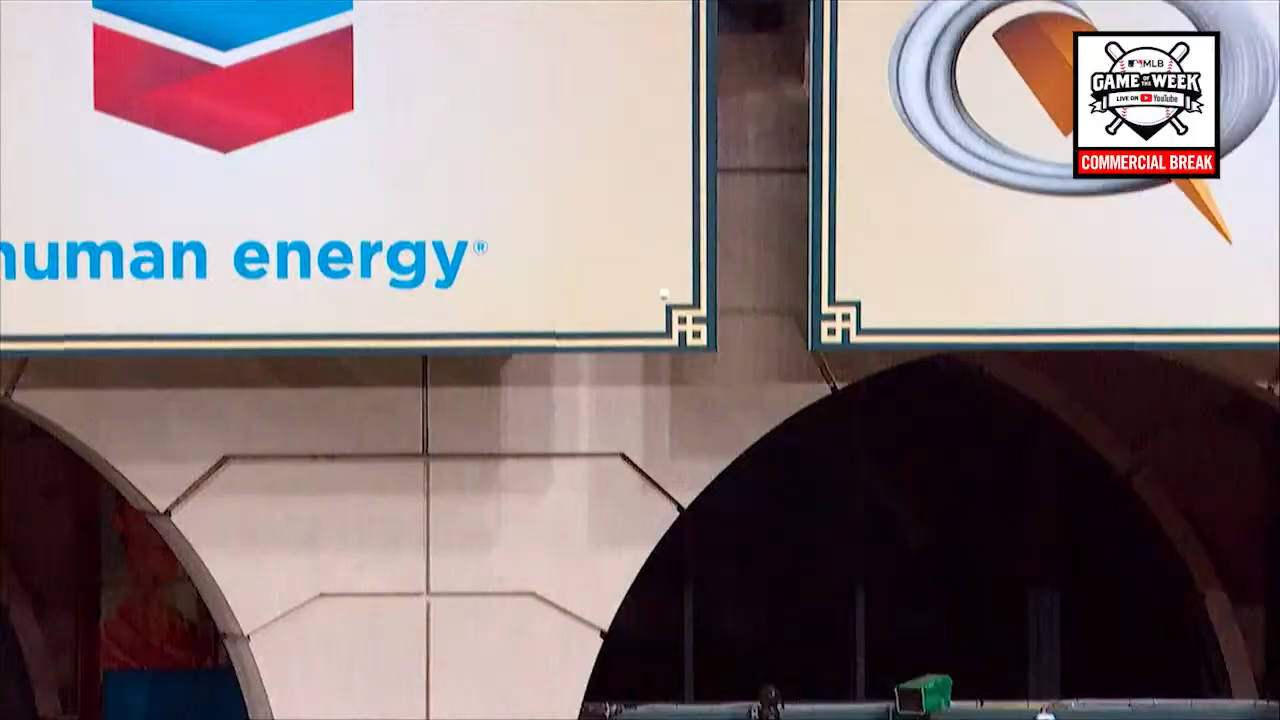 human energy®
MLB
GAME OF THE WEEK
LIVE ON YouTube
COMMERCIAL BREAK